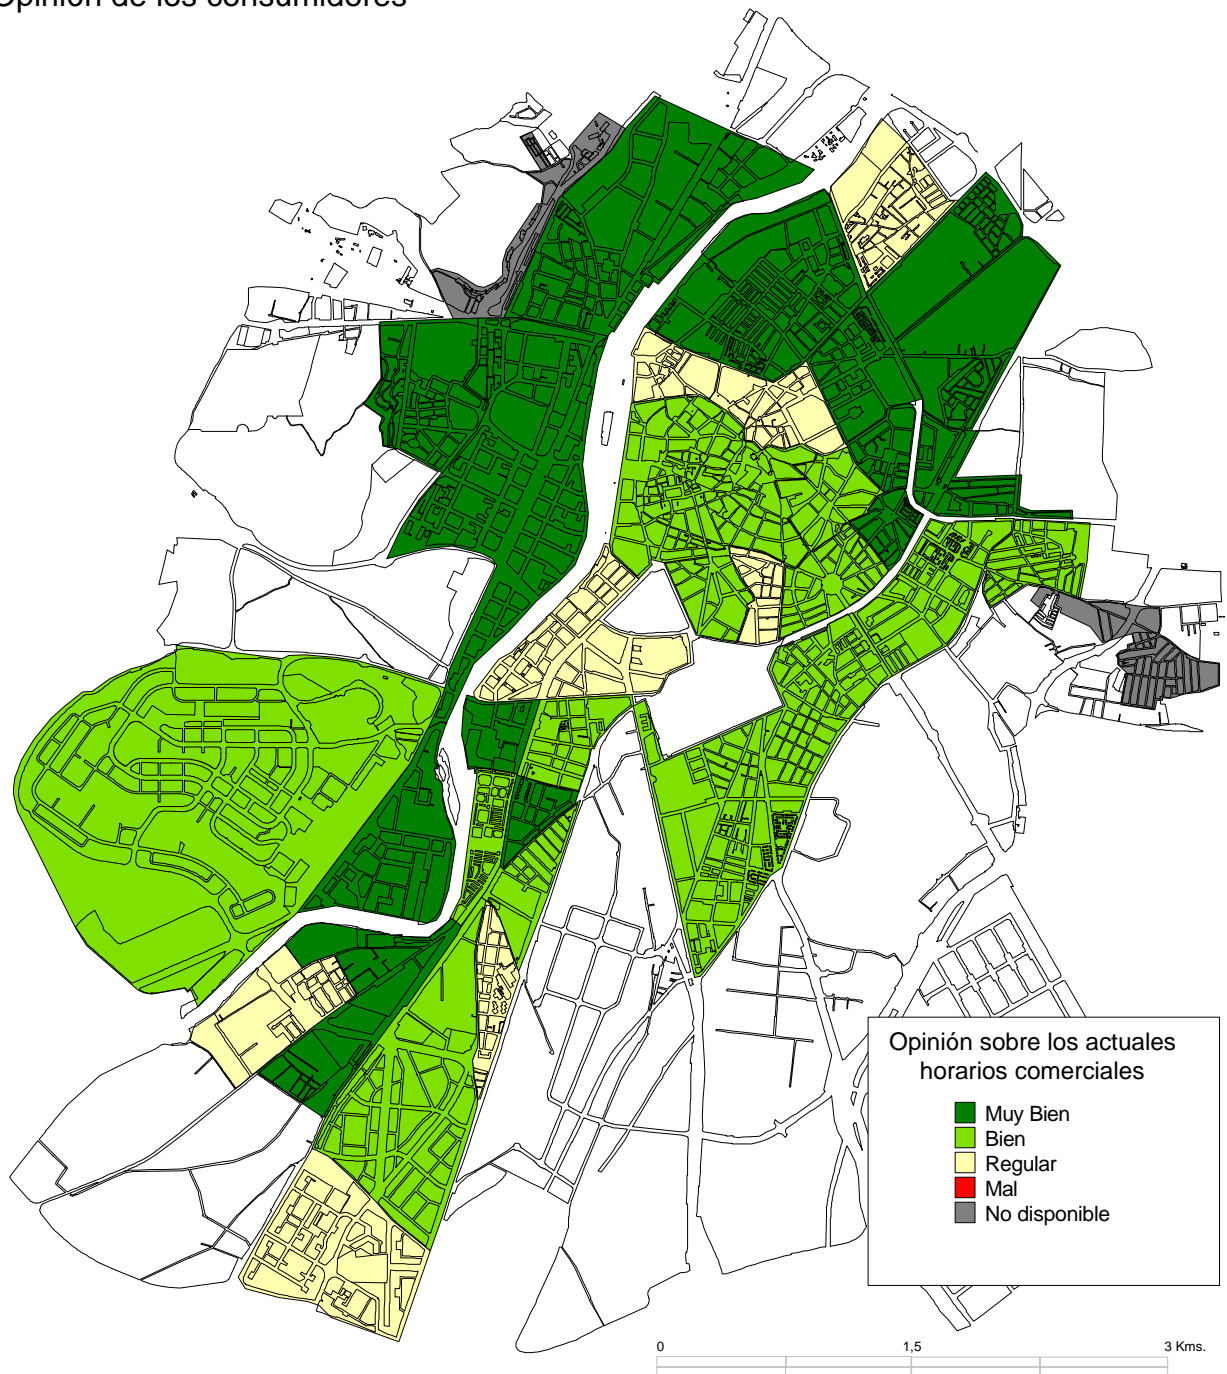 Opinión de los consumidores
Opinión sobre los actuales
horarios comerciales
Muy Bien
Bien
Regular
Mal
No disponible
0 1,5 3 Kms.